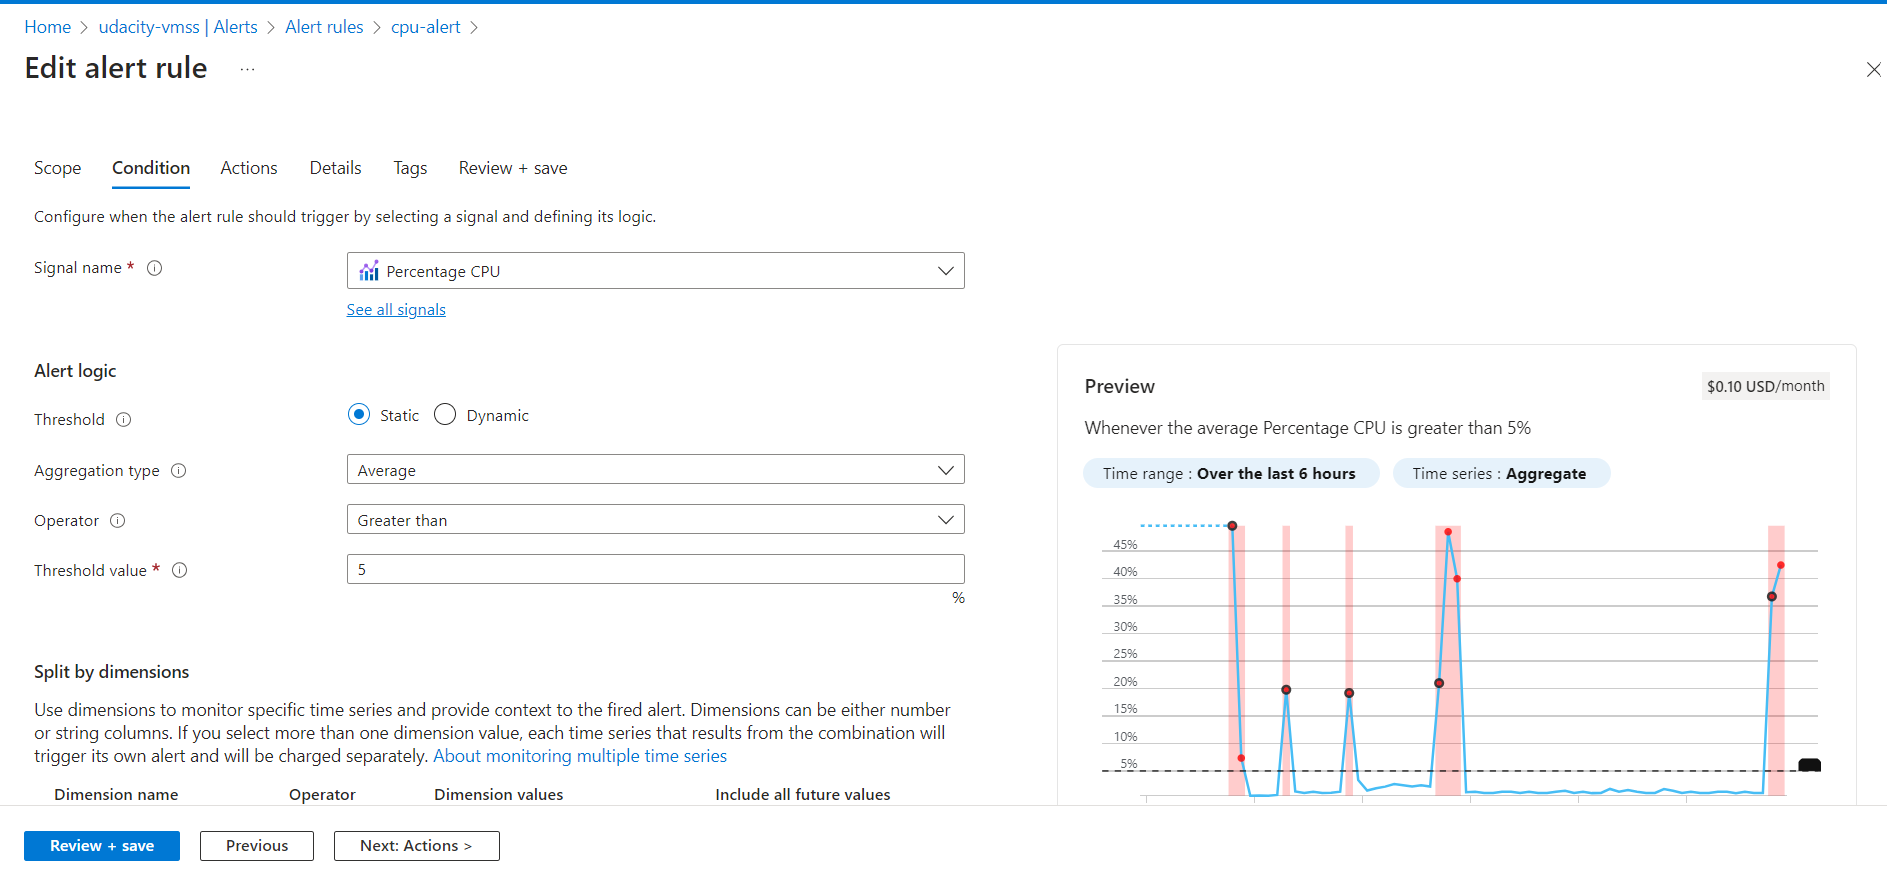 Home > udacity-vmss | Alerts > Alert rules > cpu-alert >
Edit alert rule ...
Scope Condition Actions Details Tags Review + save
Configure when the alert rule should trigger by selecting a signal and defining its logic.
Signal name * Percentage CPU
See all signals
Alert logic
Threshold Static Dynamic
Aggregation type Average
Operator Greater than
Threshold value * 5
%
Split by dimensions
Use dimensions to monitor specific time series and provide context to the fired alert. Dimensions can be either number
or string columns. If you select more than one dimension value, each time series that results from the combination will
trigger its own alert and will be charged separately. About monitoring multiple time series
Dimension name Operator Dimension values Include all future values
Preview $0.10 USD/month
Whenever the average Percentage CPU is greater than 5%
Time range : Over the last 6 hours Time series : Aggregate
45%
40%
35%
30%
25%
20%
15%
10%
5%
Review + save Previous Next: Actions >